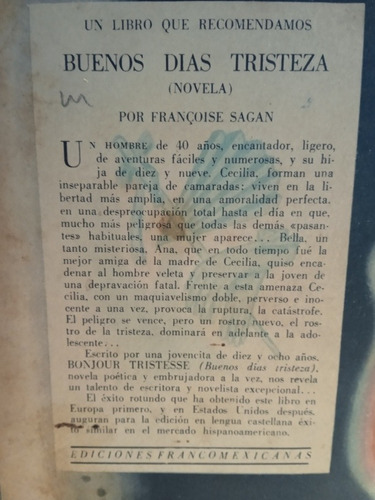 UN LIBRO QUE RECOMENDAMOS
BUENOS DIAS TRISTEZA
(NOVELA)
POR FRANÇOISE SAGAN
UN HOMBRE de 40 años, encantador, ligero,
de aventuras fáciles y numerosas, y su hi-
ja de diez y nueve. Cecilia, forman una
inseparable pareja de camaradas: viven en la li-
bertad más amplia, en una amoralidad perfecta.
en una despreocupación total hasta el día en que,
mucho más peligrosa que todas las demás «pasan-
tes» habituales, una mujer aparece... Bella, un
tanto misteriosa, Ana, que en todo tiempo fué la
mejor amiga de la madre de Cecilia, quiso enca-
denar al hombre veleta y preservar a la joven de
una depravación fatal. Frente a esta amenaza Ce-
cilia, con un maquiavelismo doble, perverso e ino-
cente a una vez, provoca la ruptura, la catástrofe.
El peligro se vence, pero un rostro nuevo, el ros-
tro de la tristeza, dominará en adelante a la ado-
lescente...
Escrito por una jovencita de diez y ocho años,
BONJOUR TRISTESSE (Buenos días tristeza),
novela poética y embrujadora a la vez, nos revela
un talento de escritora y novelista excepcional...
El éxito rotundo que ha obtenido este libro en
Europa primero, y en Estados Unidos después,
auguran para la edición en lengua castellana éxi-
to similar en el mercado hispanoamericano.
EDICIONES FRANCOMEXICANAS